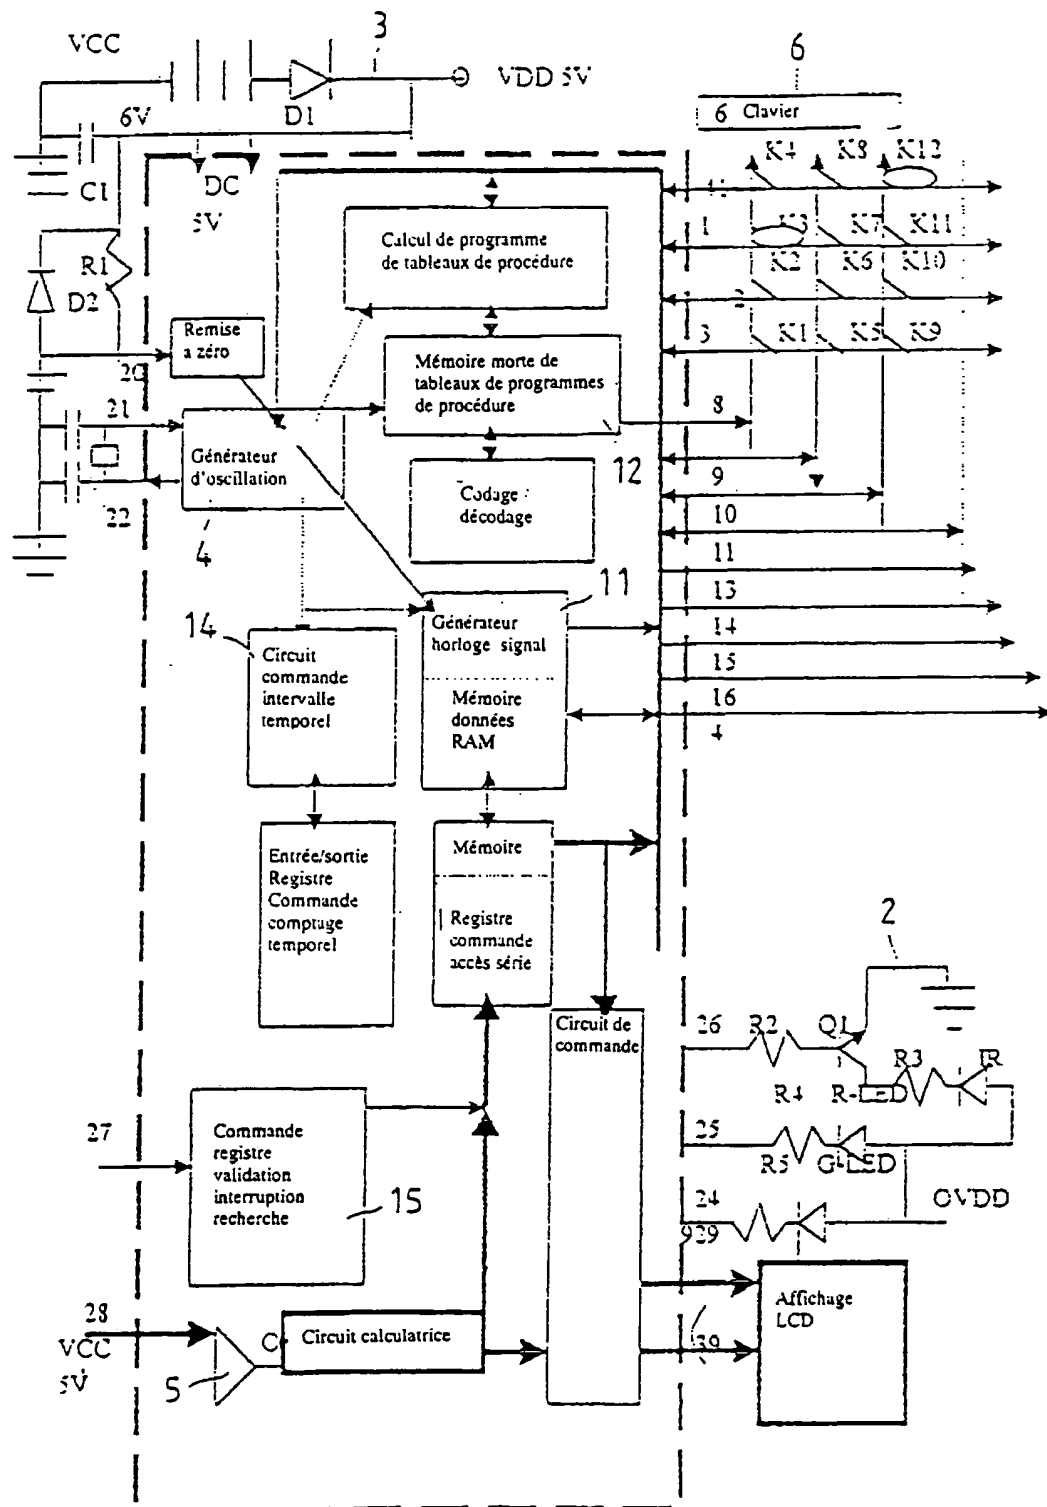 3
VCC
VDD 5V
6
6V
D1
6 Clavier
C1
DC
5V
K4
K8
K12
1
K3
K7
K11
Calcul de programme
de tableaux de procédure
R1
D2
K2
K6
K10
2
Remise
a zéro
3
K1
K5
K9
Mémoire morte de
tableaux de programmes
de procédure
20
21
8
Générateur
d'oscillation
12
9
Codage
décodage
22
10
4
11
11
13
14
Générateur
horloge signal
14
Circuit
commande
intervalle
temporel
15
Mémoire
données
RAM
16
4
Mémoire
Entrée/sortie
Registre
Commande
comptage
temporel
Registre
commande
accès série
2
Circuit de
commande
26
R2
Q1
R3
IR
R4
R-LED
27
Commande
registre
validation
interruption
recherche
25
R5
G-LED
15
24
OVDD
929
Affichage
LCD
28
VCC
5V
5
C
Circuit calculatrice
39